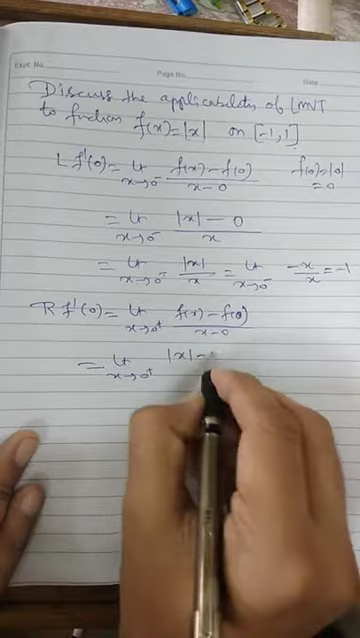 Expt. No.
Page No.
Date
Discuss the applicability of LMVT
to function f(x)=|x| on [-1,1]
Lf'(0)= lt x→0⁻ f(x)-f(0) / x-0 f(0)=|0| =0
= lt x→0⁻ |x|-0 / x
= lt x→0⁻ |x| / x = lt x→0⁻ -x / x = -1
Rf'(0)= lt x→0⁺ f(x)-f(0) / x-0
= lt x→0⁺ |x|-